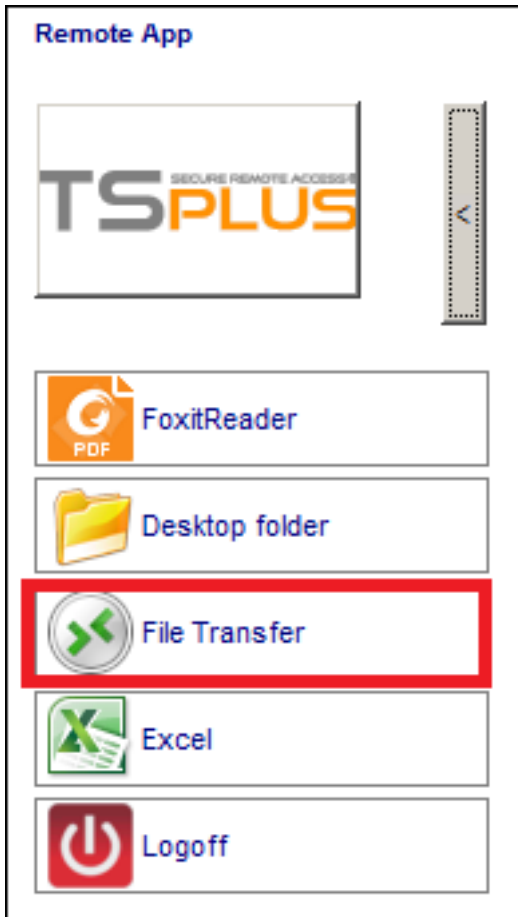 Remote App
SECURE REMOTE ACCESS
TSPLUS
<
PDF
FoxitReader
Desktop folder
File Transfer
Excel
Logoff